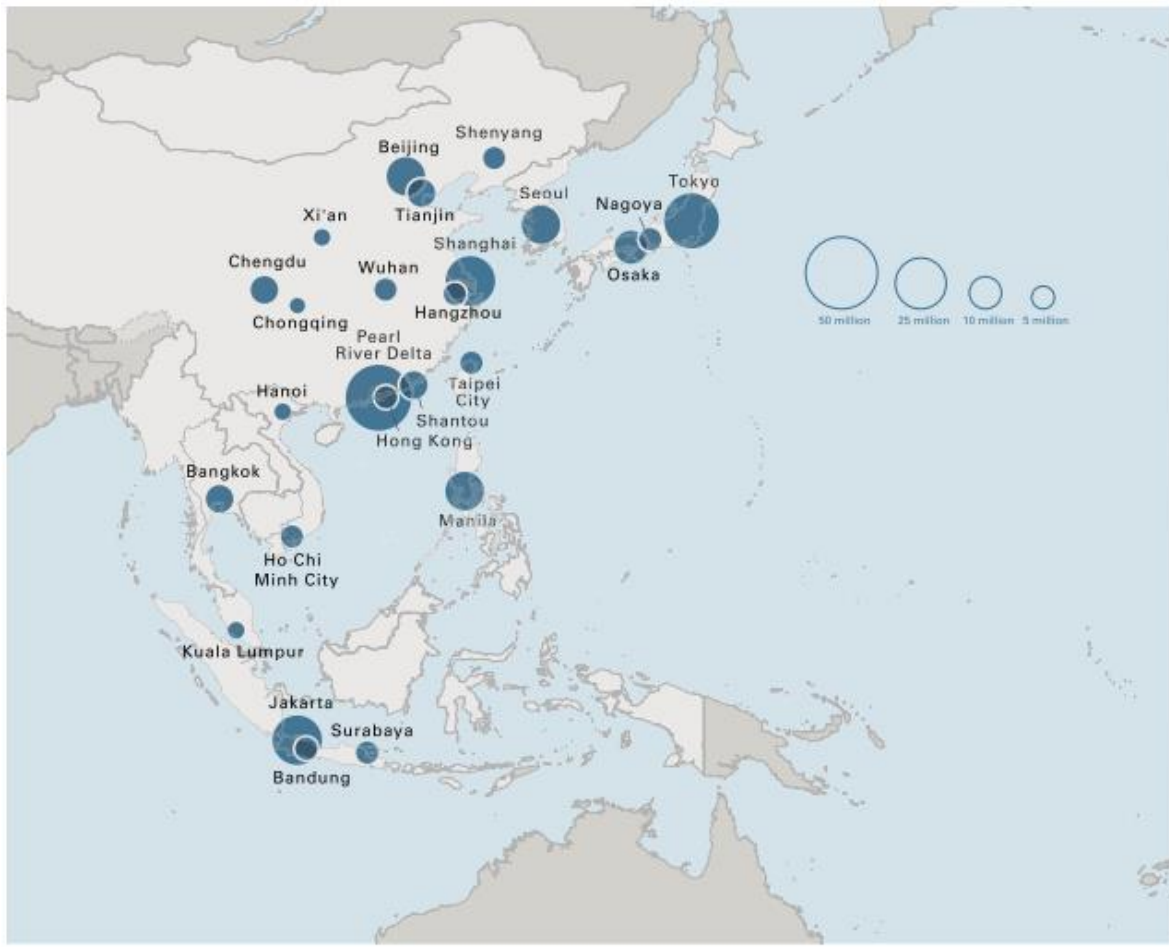 Shenyang
Beijing
Tianjin
Seoul
Nagoya
Tokyo
Osaka
Xi'an
Shanghai
Chengdu
Wuhan
Hangzhou
Chongqing
50 million
25 million
10 million
5 million
Pearl
River Delta
Taipei
City
Hanoi
Shantou
Hong Kong
Bangkok
Manila
Ho Chi
Minh City
Kuala Lumpur
Jakarta
Surabaya
Bandung